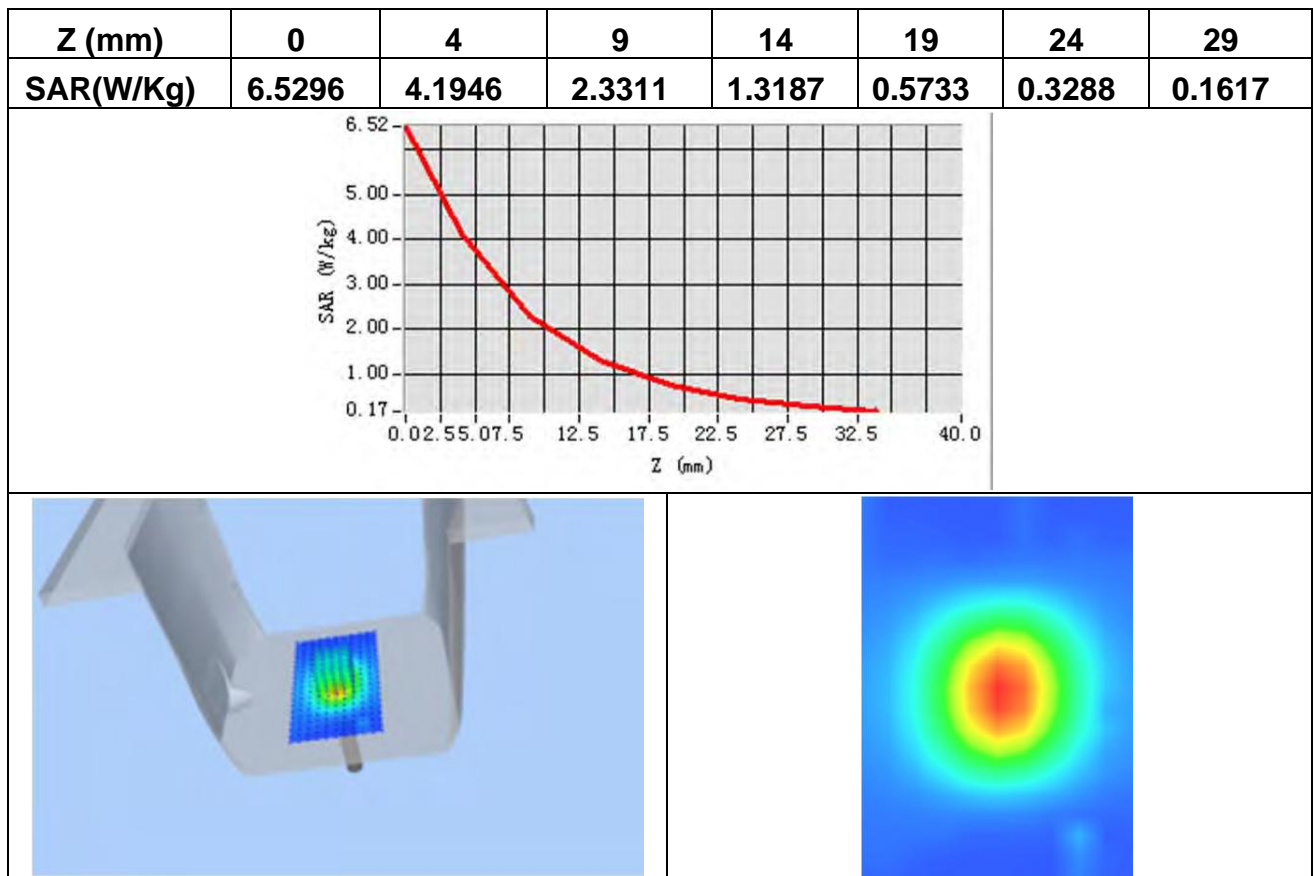 Z (mm) 0 4 9 14 19 24 29
SAR(W/Kg) 6.5296 4.1946 2.3311 1.3187 0.5733 0.3288 0.1617
6.52
5.00
4.00
3.00
2.00
1.00
0.17
SAR (W/kg)
0.0 2.5 5.0 7.5 12.5 17.5 22.5 27.5 32.5 40.0
Z (mm)